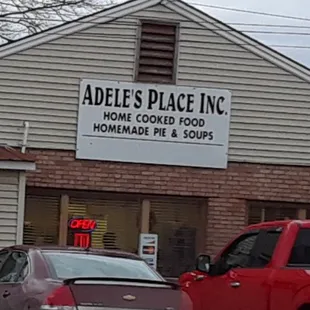 ADELE'S PLACE INC.
HOME COOKED FOOD
HOMEMADE PIE & SOUPS
OPEN